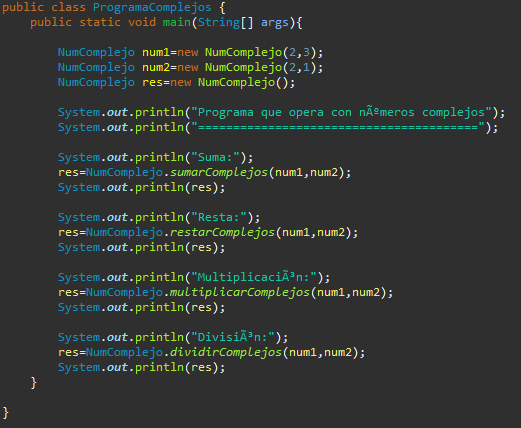 public class ProgramaComplejos {
    public static void main(String[] args){
        NumComplejo num1=new NumComplejo(2,3);
        NumComplejo num2=new NumComplejo(2,1);
        NumComplejo res=new NumComplejo();
        System.out.println("Programa que opera con nÃºmeros complejos");
        System.out.println("========================================");
        System.out.println("Suma:");
        res=NumComplejo.sumarComplejos(num1,num2);
        System.out.println(res);
        System.out.println("Resta:");
        res=NumComplejo.restarComplejos(num1,num2);
        System.out.println(res);
        System.out.println("MultiplicaciÃ³n:");
        res=NumComplejo.multiplicarComplejos(num1,num2);
        System.out.println(res);
        System.out.println("DivisiÃ³n:");
        res=NumComplejo.dividirComplejos(num1,num2);
        System.out.println(res);
    }
}